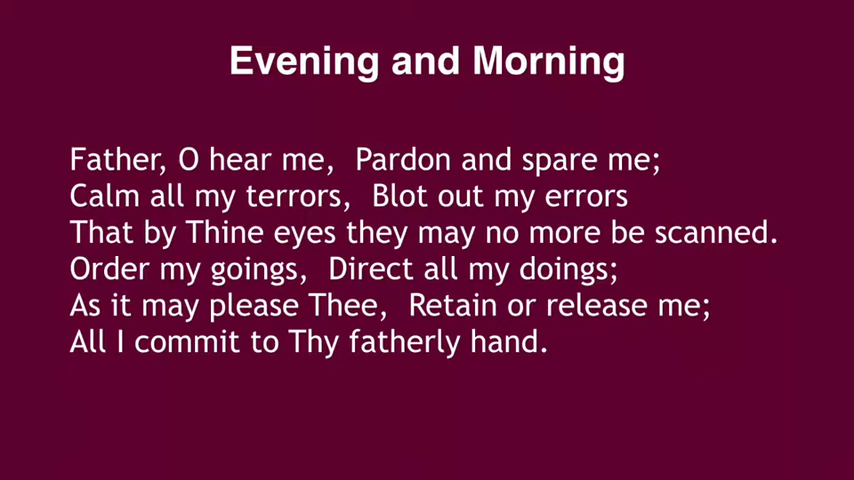 Evening and Morning
Father, O hear me, Pardon and spare me;
Calm all my terrors, Blot out my errors
That by Thine eyes they may no more be scanned.
Order my goings, Direct all my doings;
As it may please Thee, Retain or release me;
All I commit to Thy fatherly hand.